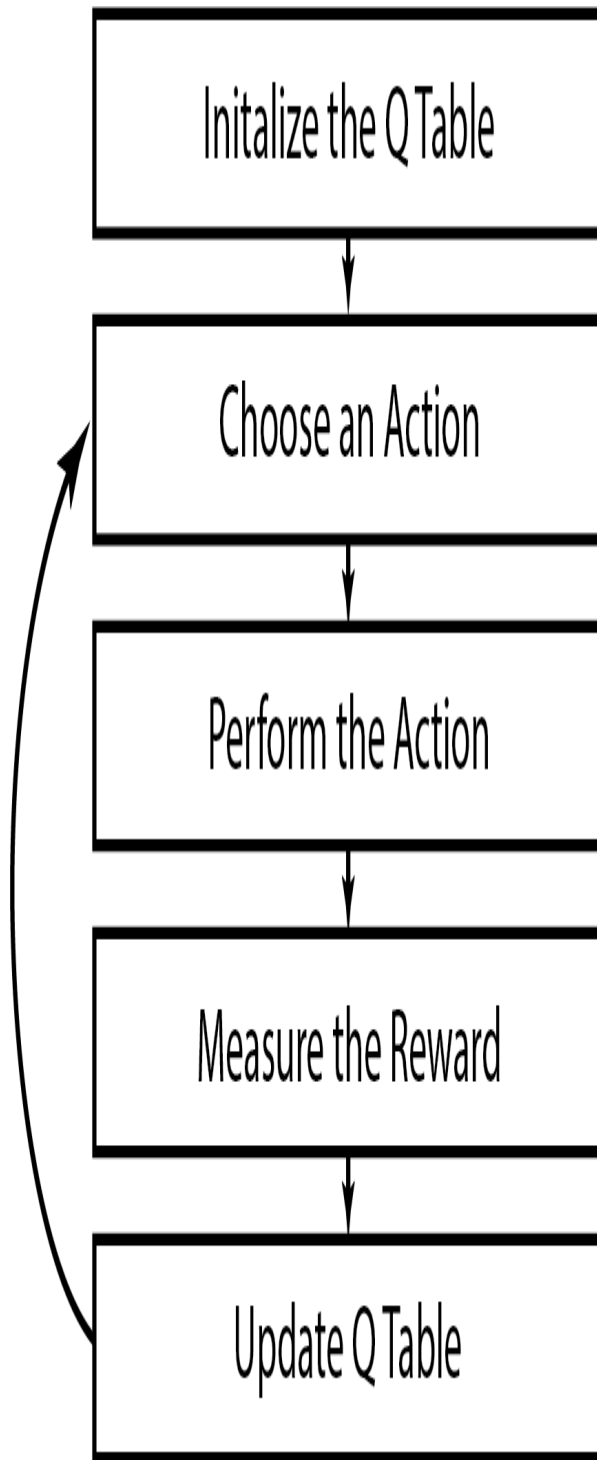 Initalize the Q Table
Choose an Action
Perform the Action
Measure the Reward
Update Q Table